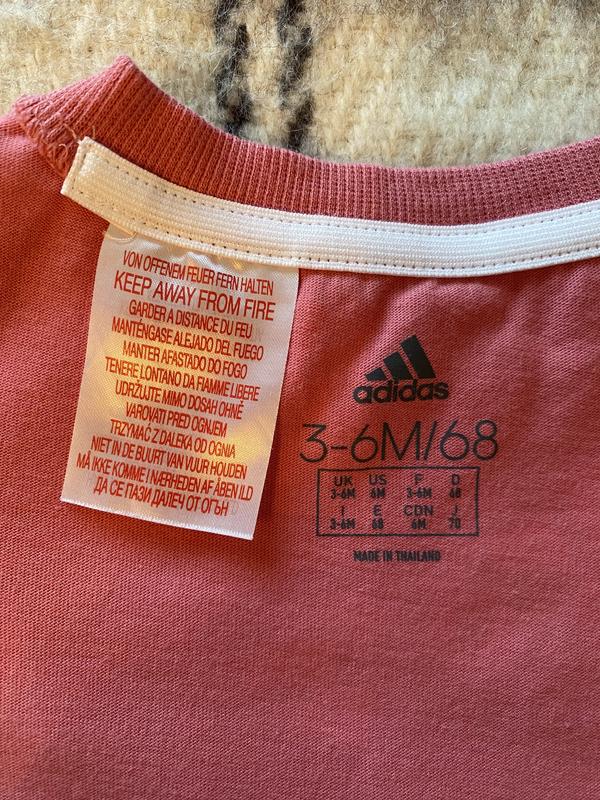 VON OFFENEM FEUER FERN HALTEN
KEEP AWAY FROM FIRE
GARDER A DISTANCE DU FEU
MANTÉNGASE ALEJADO DEL FUEGO
MANTER AFASTADO DO FOGO
TENERE LONTANO DA FIAMME LIBERE
UDRŽUJTE MIMO DOSAH OHNĚ
VAROVATI PRED OGNJEM
TRZYMAĆ Z DALEKA OD OGNIA
NIET IN DE BUURT VAN VUUR HOUDEN
MÅ IKKE KOMME I NÆRHEDEN AF ÅBEN ILD
ДА СЕ ПАЗИ ДАЛЕЧ ОТ ОГЪН
adidas
3-6M/68
UK US F D
3-6M 6M 3-6M 68
I E CDN J
3-6M 68 6M 70
MADE IN THAILAND